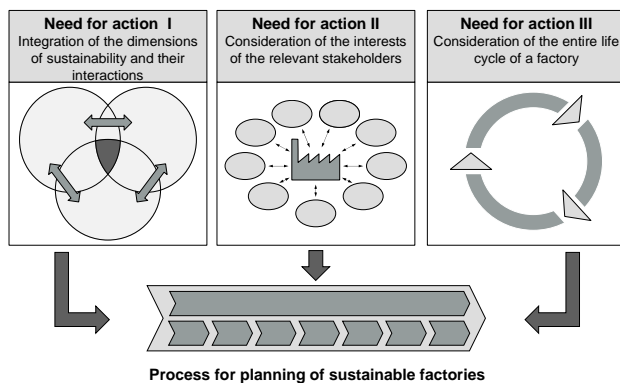 Need for action I
Integration of the dimensions
of sustainability and their
interactions
Need for action II
Consideration of the interests
of the relevant stakeholders
Need for action III
Consideration of the entire life
cycle of a factory
Process for planning of sustainable factories